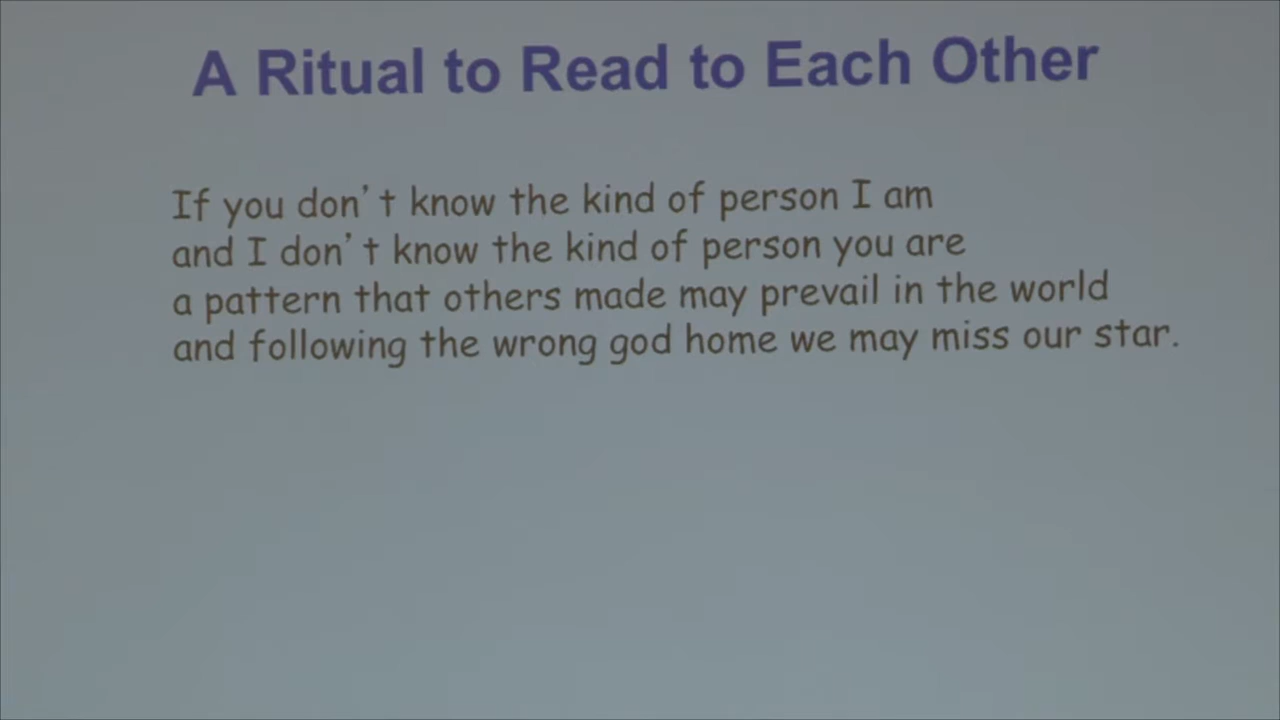 A Ritual to Read to Each Other
If you don't know the kind of person I am
and I don't know the kind of person you are
a pattern that others made may prevail in the world
and following the wrong god home we may miss our star.